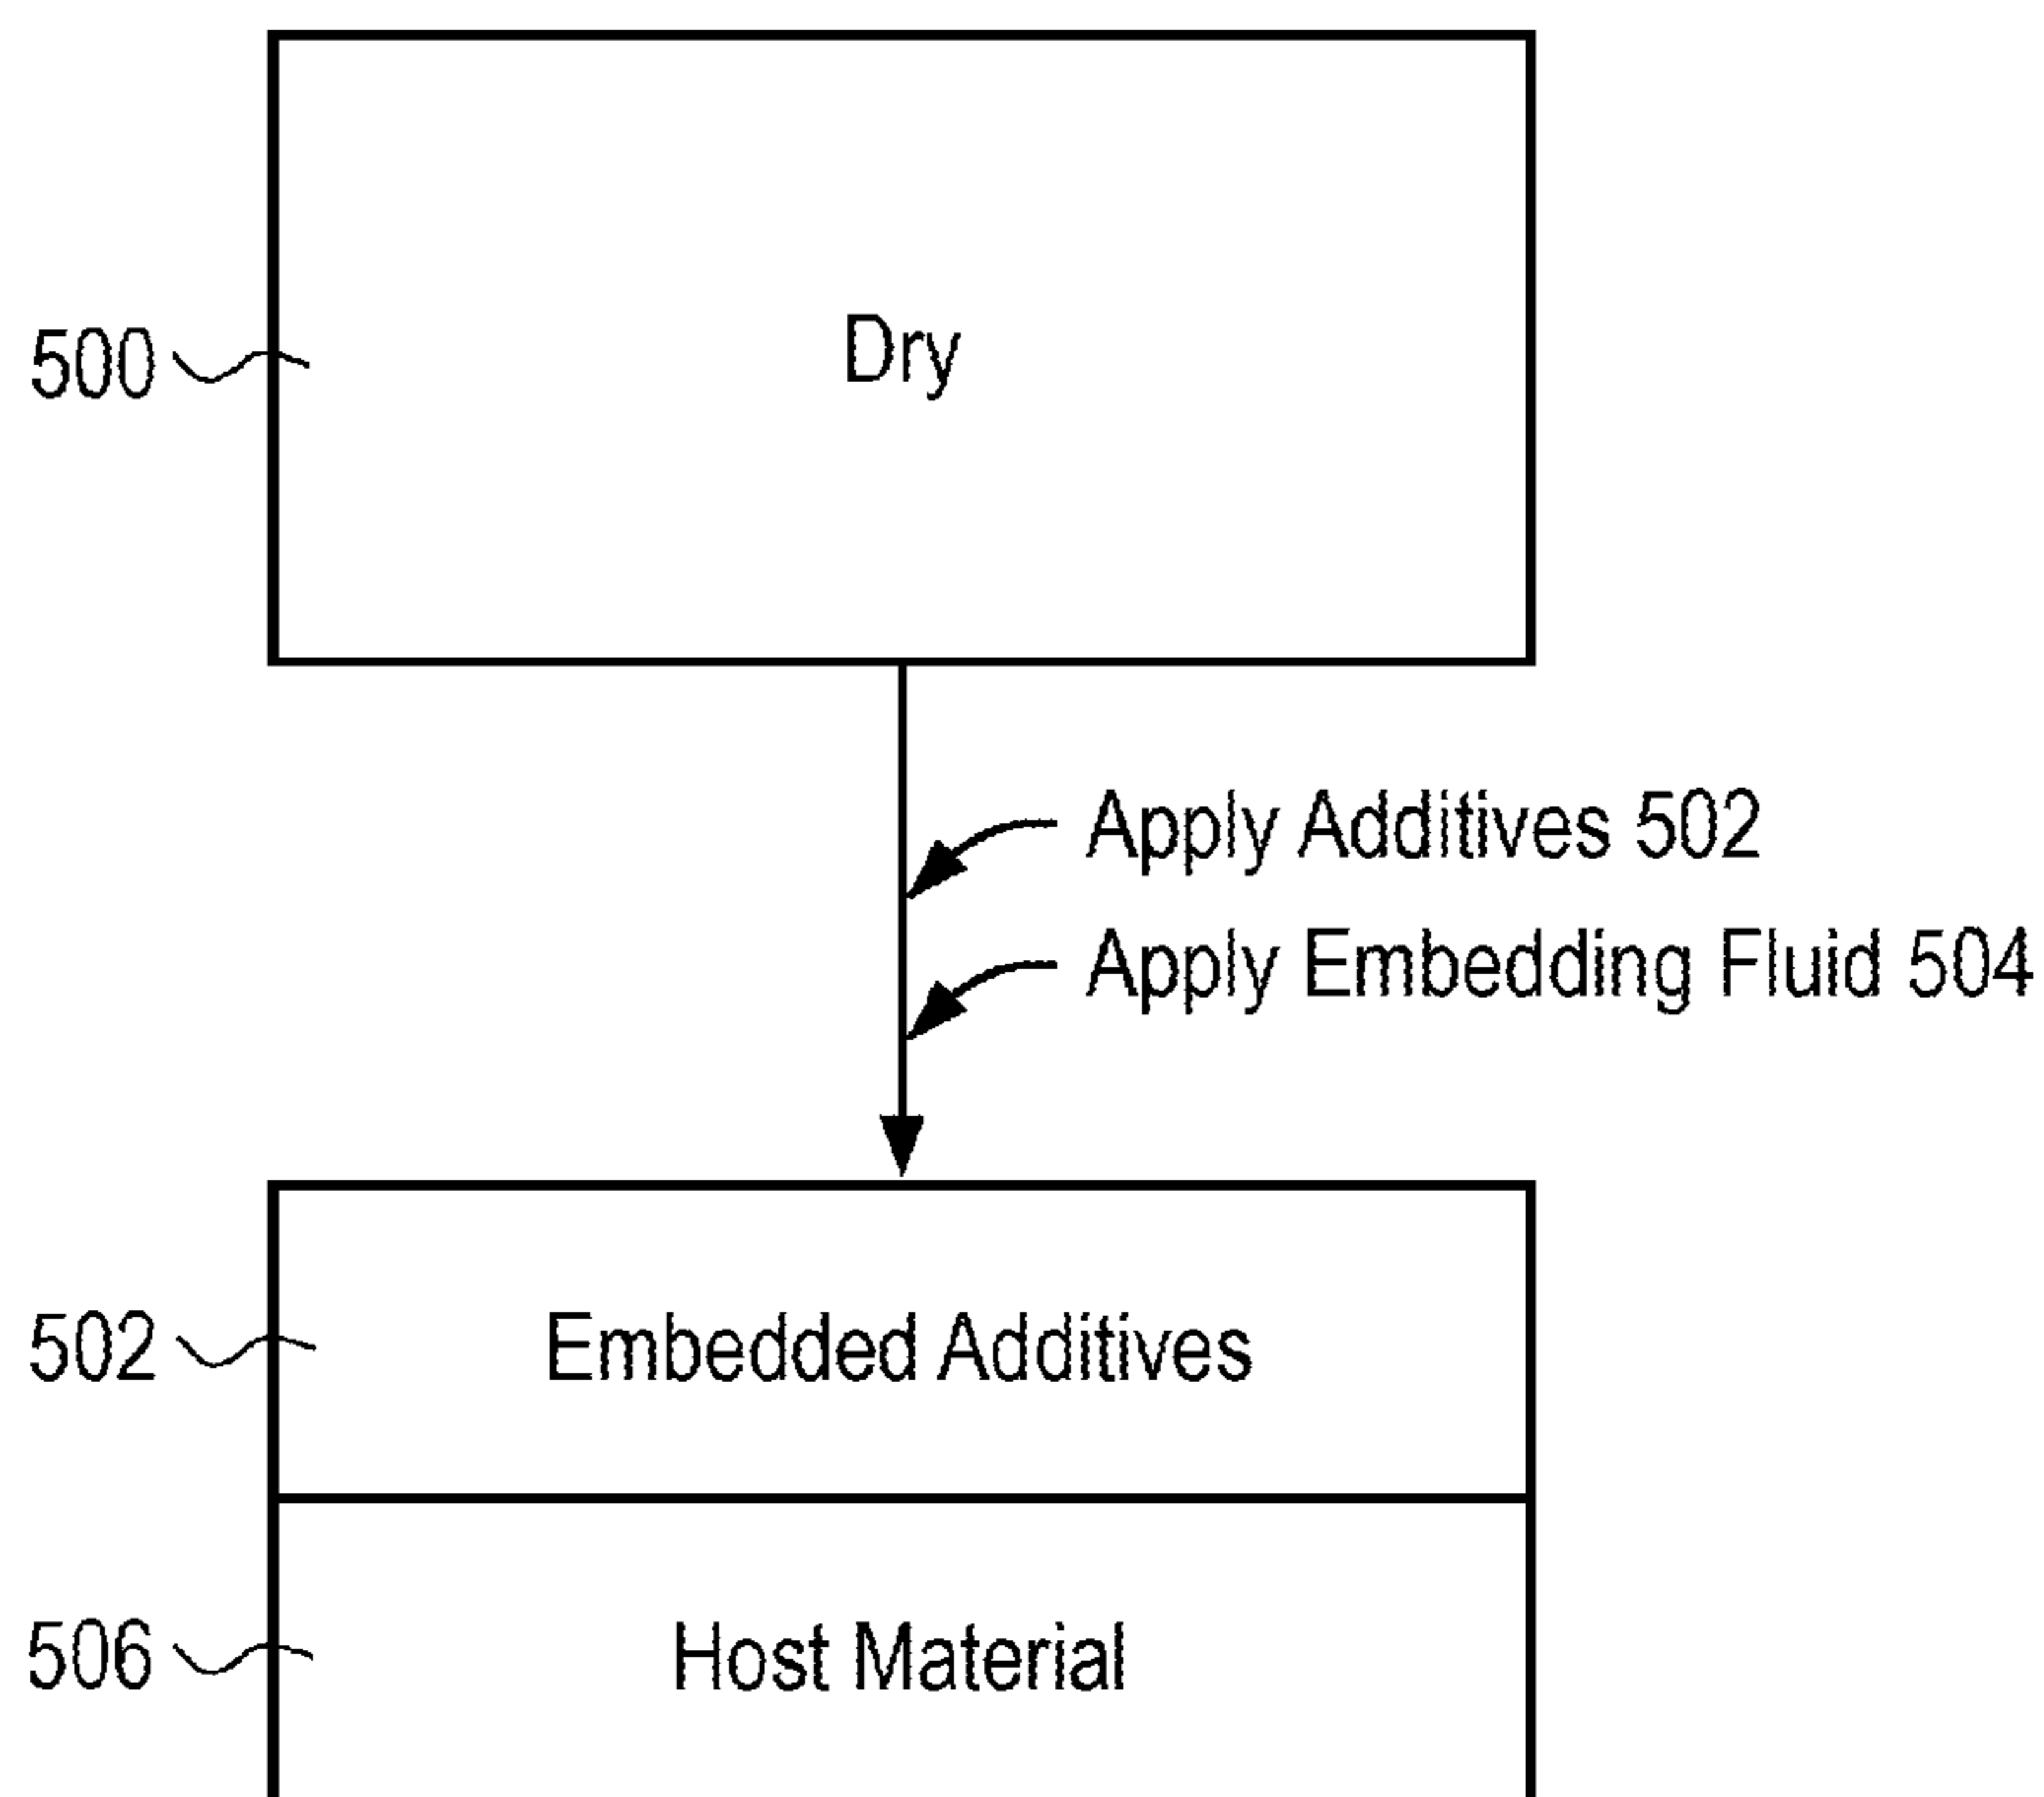 500 Dry
Apply Additives 502
Apply Embedding Fluid 504
502 Embedded Additives
506 Host Material